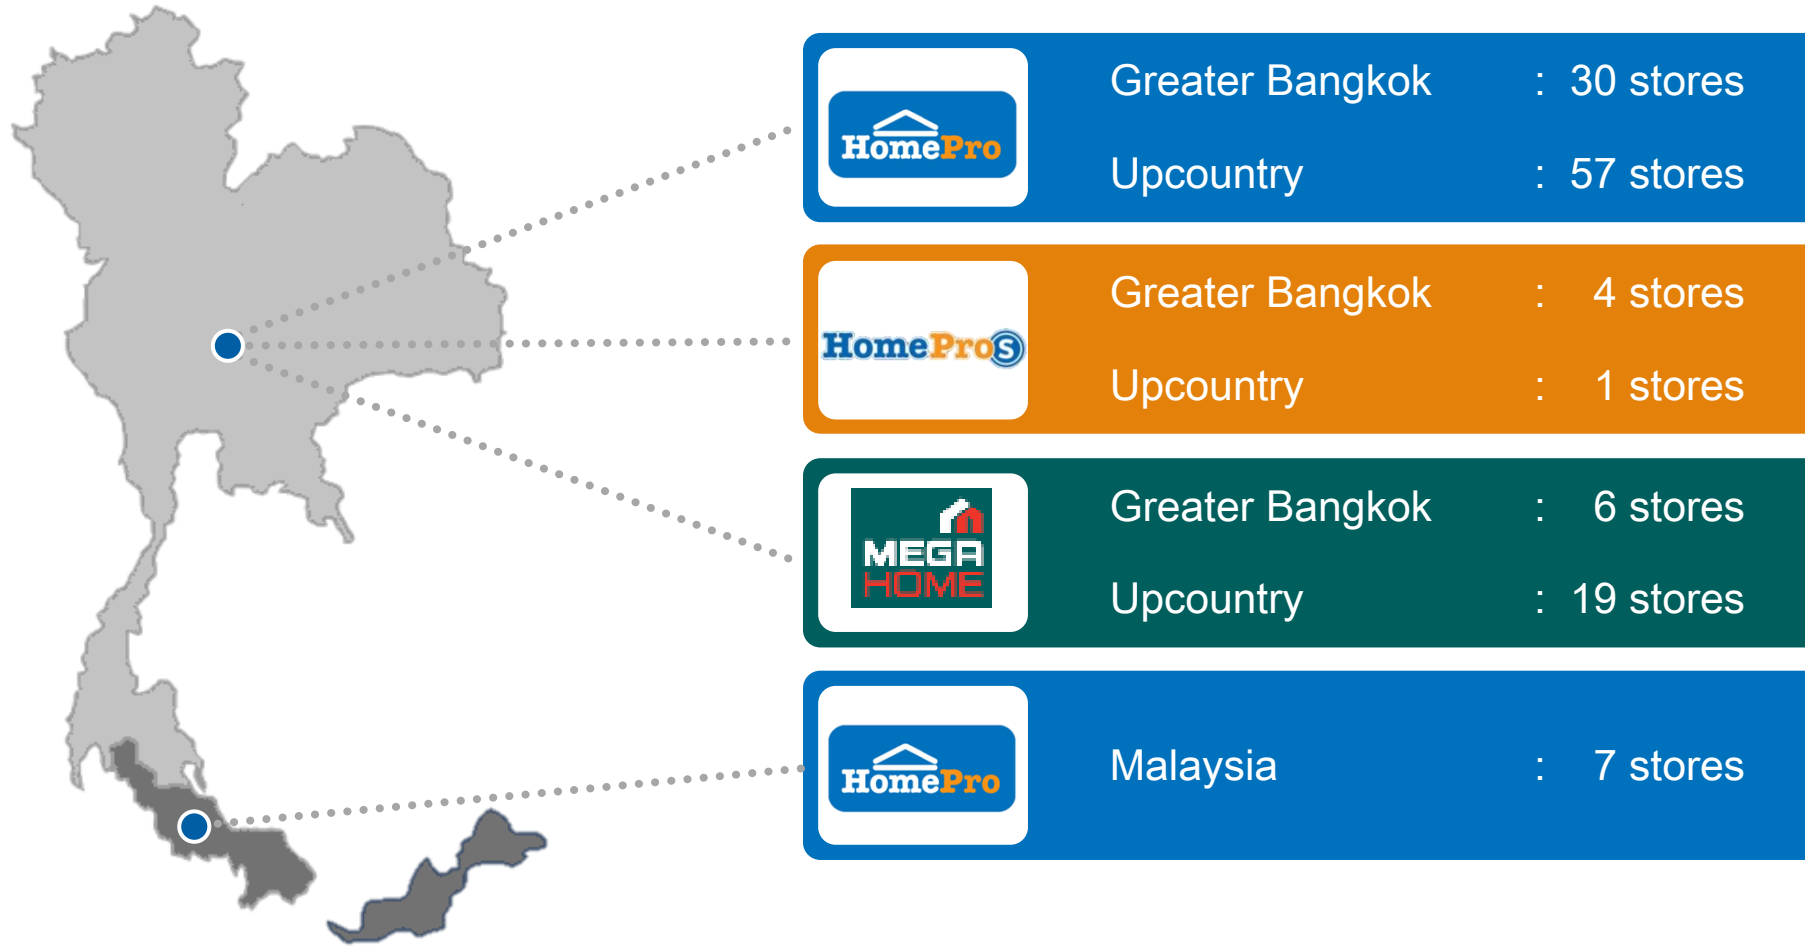 HomePro
Greater Bangkok : 30 stores
Upcountry : 57 stores
HomePro S
Greater Bangkok : 4 stores
Upcountry : 1 stores
MEGA
HOME
Greater Bangkok : 6 stores
Upcountry : 19 stores
HomePro
Malaysia : 7 stores